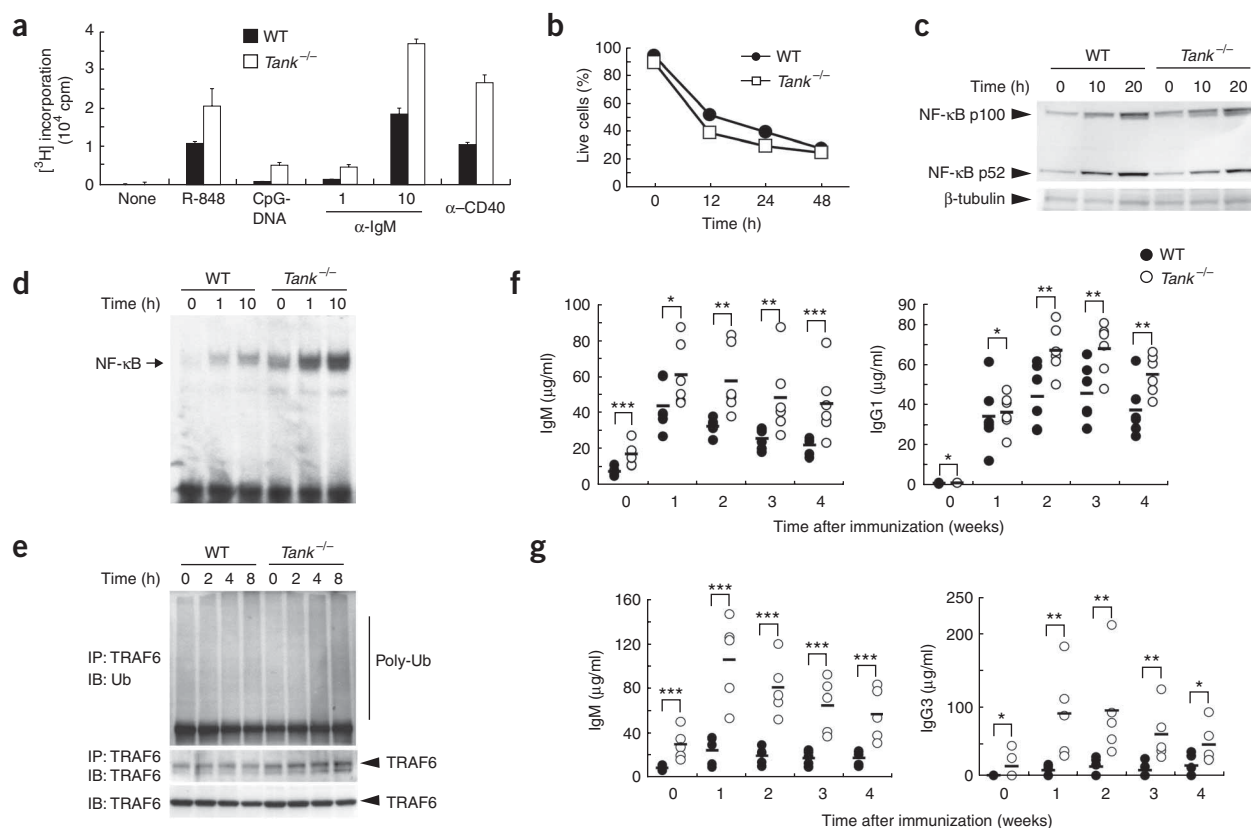 a
WT
Tank−/−
[3H] incorporation
(10⁴ cpm)
4
3
2
1
0
None
R-848
CpG-
DNA
1
10
α-IgM
α–CD40
b
WT
Tank−/−
Live cells (%)
100
80
60
40
20
0
12
24
48
Time (h)
c
WT
Tank−/−
Time (h)
0 10 20 0 10 20
NF-κB p100
NF-κB p52
β-tubulin
d
WT
Tank−/−
Time (h)
0 1 10 0 1 10
NF-κB
e
WT
Tank−/−
Time (h)
0 2 4 8 0 2 4 8
IP: TRAF6
IB: Ub
Poly-Ub
IP: TRAF6
IB: TRAF6
TRAF6
IB: TRAF6
TRAF6
f
WT
Tank−/−
IgM (μg/ml)
100
80
60
40
20
0
***
*
**
**
***
0 1 2 3 4
IgG1 (μg/ml)
90
80
60
40
20
0
*
*
**
**
**
0 1 2 3 4
Time after immunization (weeks)
g
IgM (μg/ml)
160
120
80
40
0
***
***
***
***
***
0 1 2 3 4
IgG3 (μg/ml)
250
200
150
100
50
0
*
**
**
**
*
0 1 2 3 4
Time after immunization (weeks)